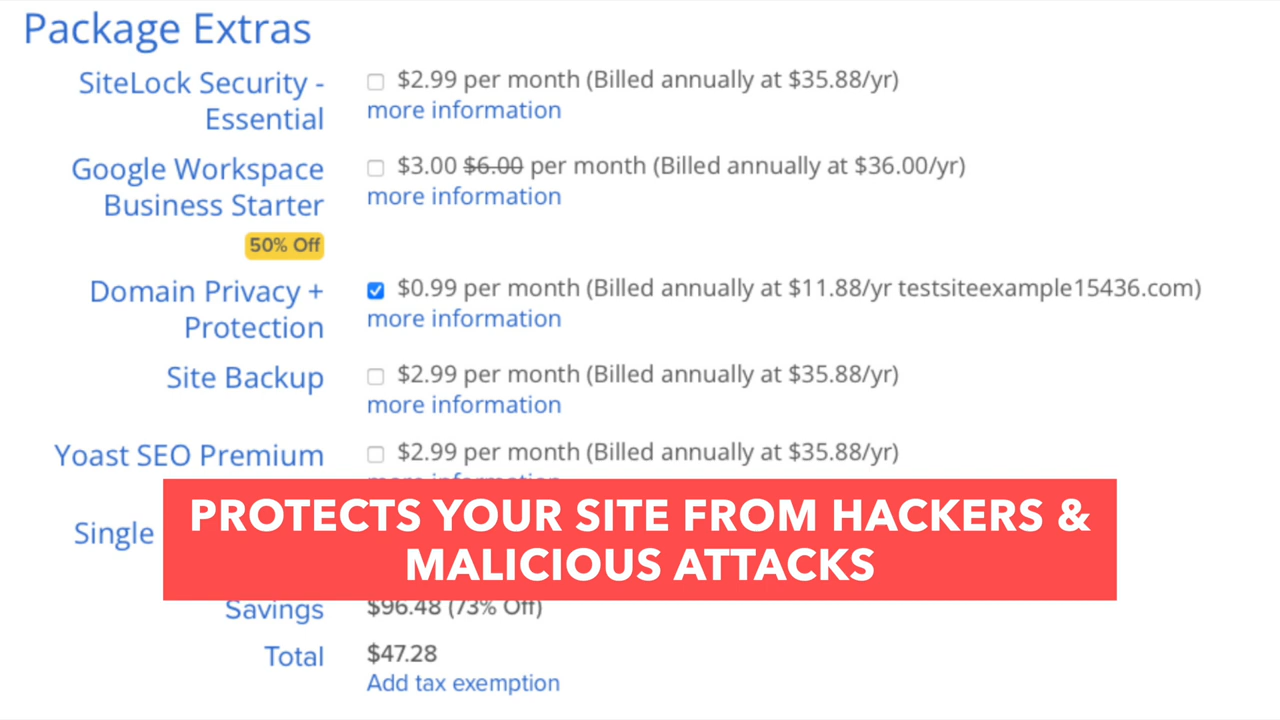 Package Extras
SiteLock Security -
Essential
$2.99 per month (Billed annually at $35.88/yr)
more information
Google Workspace
Business Starter
50% Off
$3.00 $6.00 per month (Billed annually at $36.00/yr)
more information
Domain Privacy +
Protection
$0.99 per month (Billed annually at $11.88/yr testsiteexample15436.com)
more information
Site Backup
$2.99 per month (Billed annually at $35.88/yr)
more information
Yoast SEO Premium
$2.99 per month (Billed annually at $35.88/yr)
PROTECTS YOUR SITE FROM HACKERS &
MALICIOUS ATTACKS
Single
Savings
$96.48 (73% Off)
Total
$47.28
Add tax exemption